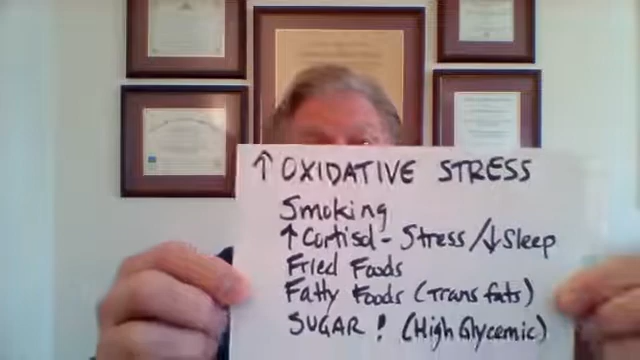 ↑ OXIDATIVE STRESS
Smoking
↑ Cortisol - Stress/↓ Sleep
Fried Foods
Fatty Foods (Trans fats)
SUGAR! (High Glycemic)